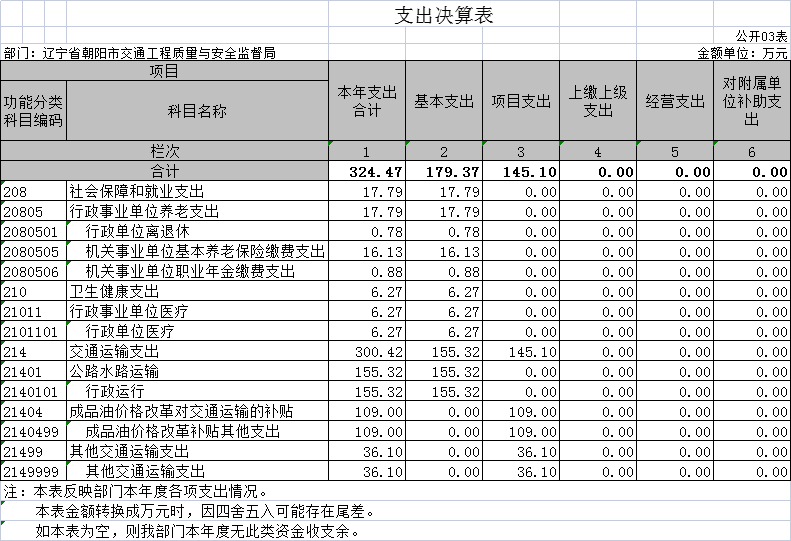 支出决算表
公开03表
部门：辽宁省朝阳市交通工程质量与安全监督局 金额单位：万元
项目 本年支出合计 基本支出 项目支出 上缴上级支出 经营支出 对附属单位补助支出
功能分类科目编码 科目名称
栏次 1 2 3 4 5 6
合计 324.47 179.37 145.10 0.00 0.00 0.00
208 社会保障和就业支出 17.79 17.79 0.00 0.00 0.00 0.00
20805 行政事业单位养老支出 17.79 17.79 0.00 0.00 0.00 0.00
2080501 行政单位离退休 0.78 0.78 0.00 0.00 0.00 0.00
2080505 机关事业单位基本养老保险缴费支出 16.13 16.13 0.00 0.00 0.00 0.00
2080506 机关事业单位职业年金缴费支出 0.88 0.88 0.00 0.00 0.00 0.00
210 卫生健康支出 6.27 6.27 0.00 0.00 0.00 0.00
21011 行政事业单位医疗 6.27 6.27 0.00 0.00 0.00 0.00
2101101 行政单位医疗 6.27 6.27 0.00 0.00 0.00 0.00
214 交通运输支出 300.42 155.32 145.10 0.00 0.00 0.00
21401 公路水路运输 155.32 155.32 0.00 0.00 0.00 0.00
2140101 行政运行 155.32 155.32 0.00 0.00 0.00 0.00
21404 成品油价格改革对交通运输的补贴 109.00 0.00 109.00 0.00 0.00 0.00
2140499 成品油价格改革补贴其他支出 109.00 0.00 109.00 0.00 0.00 0.00
21499 其他交通运输支出 36.10 0.00 36.10 0.00 0.00 0.00
2149999 其他交通运输支出 36.10 0.00 36.10 0.00 0.00 0.00
注：本表反映部门本年度各项支出情况。
本表金额转换成万元时，因四舍五入可能存在尾差。
如本表为空，则我部门本年度无此类资金收支余。